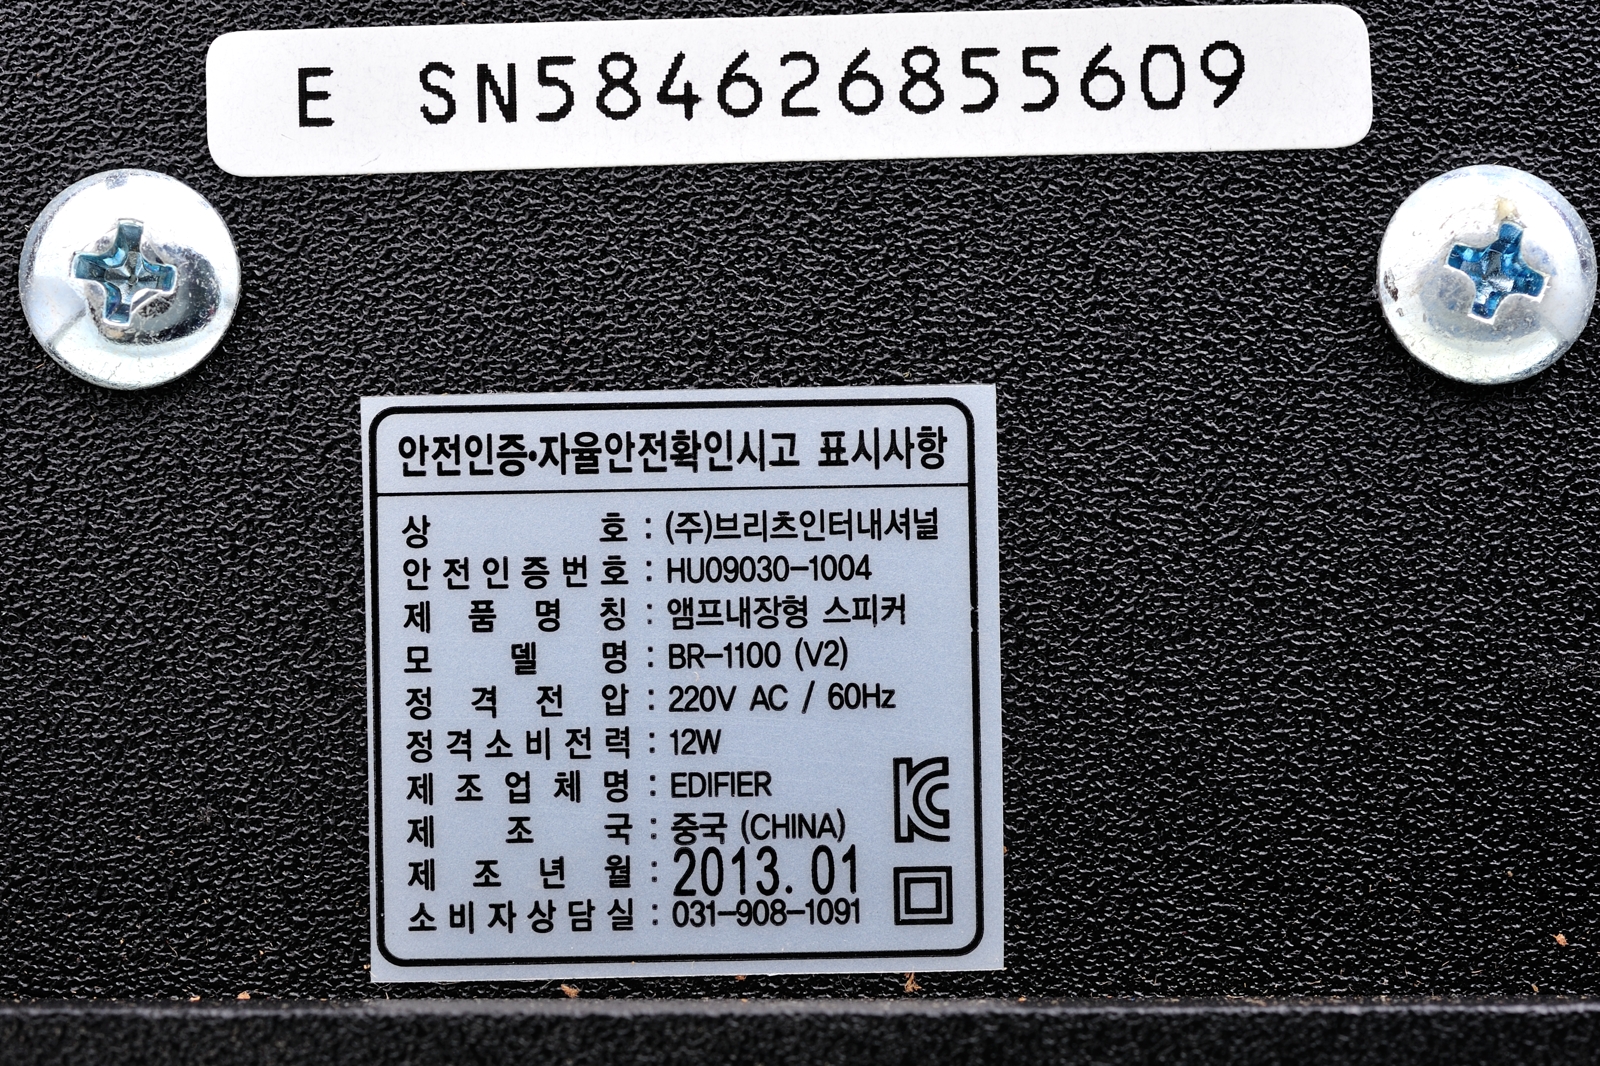 E SN584626855609
안전인증·자율안전확인시고 표시사항
상호 : (주)브리츠인터내셔널
안전인증번호 : HU09030-1004
제품명칭 : 앰프내장형 스피커
모델명 : BR-1100 (V2)
정격전압 : 220V AC / 60Hz
정격소비전력 : 12W
제조업체명 : EDIFIER
제조국 : 중국 (CHINA)
제조년월 : 2013. 01
소비자상담실 : 031-908-1091